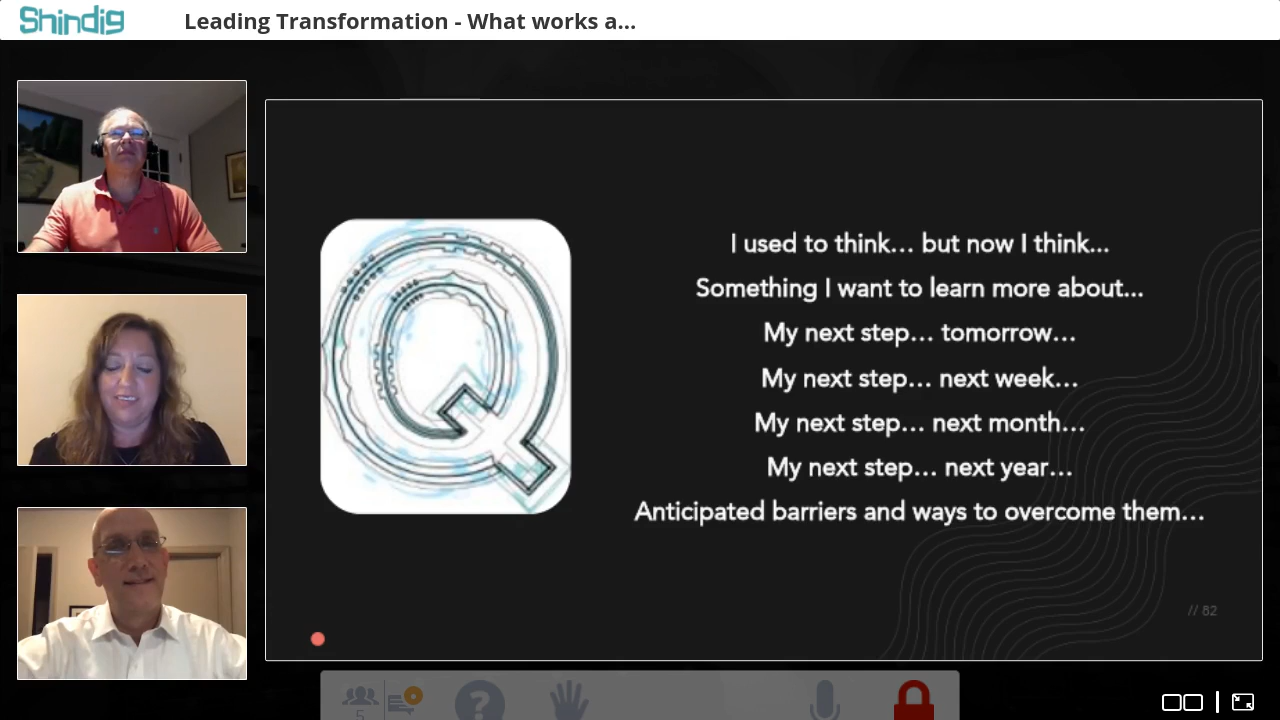 Shindig
Leading Transformation - What works a...
Q
I used to think... but now I think...
Something I want to learn more about...
My next step... tomorrow...
My next step... next week...
My next step... next month...
My next step... next year...
Anticipated barriers and ways to overcome them...
// 82
?
5